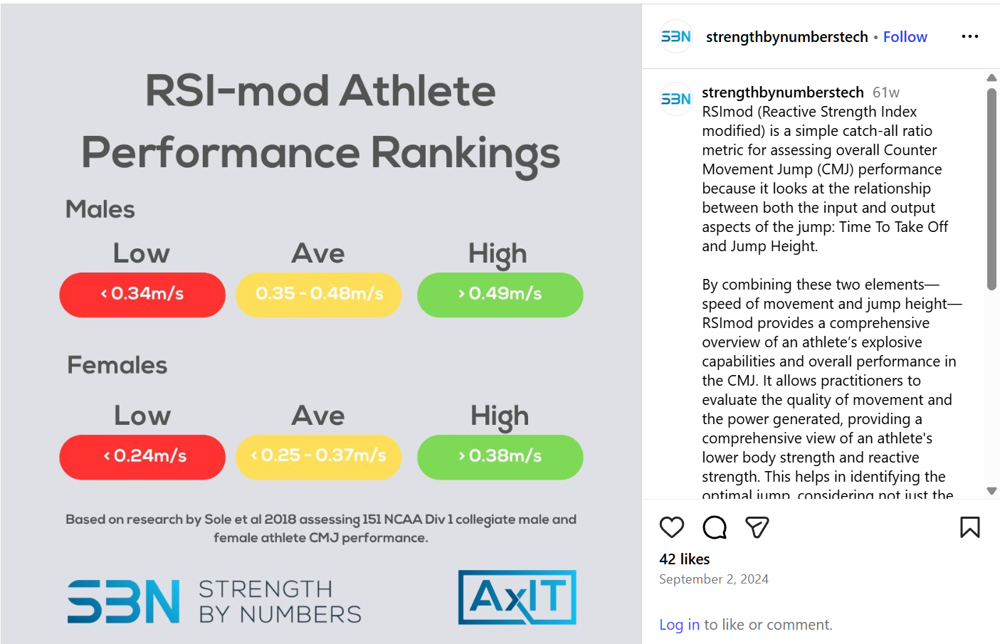 RSI-mod Athlete
Performance Rankings
Males
Low Ave High
< 0.34m/s 0.35 - 0.48m/s > 0.49m/s
Females
Low Ave High
< 0.24m/s < 0.25 - 0.37m/s > 0.38m/s
Based on research by Sole et al 2018 assessing 151 NCAA Div 1 collegiate male and
female athlete CMJ performance.
SBN STRENGTH
BY NUMBERS
AxIT
SBN strengthbynumberstech • Follow
SBN strengthbynumberstech 61w
RSImod (Reactive Strength Index
modified) is a simple catch-all ratio
metric for assessing overall Counter
Movement Jump (CMJ) performance
because it looks at the relationship
between both the input and output
aspects of the jump: Time To Take Off
and Jump Height.
By combining these two elements—
speed of movement and jump height—
RSImod provides a comprehensive
overview of an athlete’s explosive
capabilities and overall performance in
the CMJ. It allows practitioners to
evaluate the quality of movement and
the power generated, providing a
comprehensive view of an athlete's
lower body strength and reactive
strength. This helps in identifying the
optimal jump, considering not just the
42 likes
September 2, 2024
Log in to like or comment.